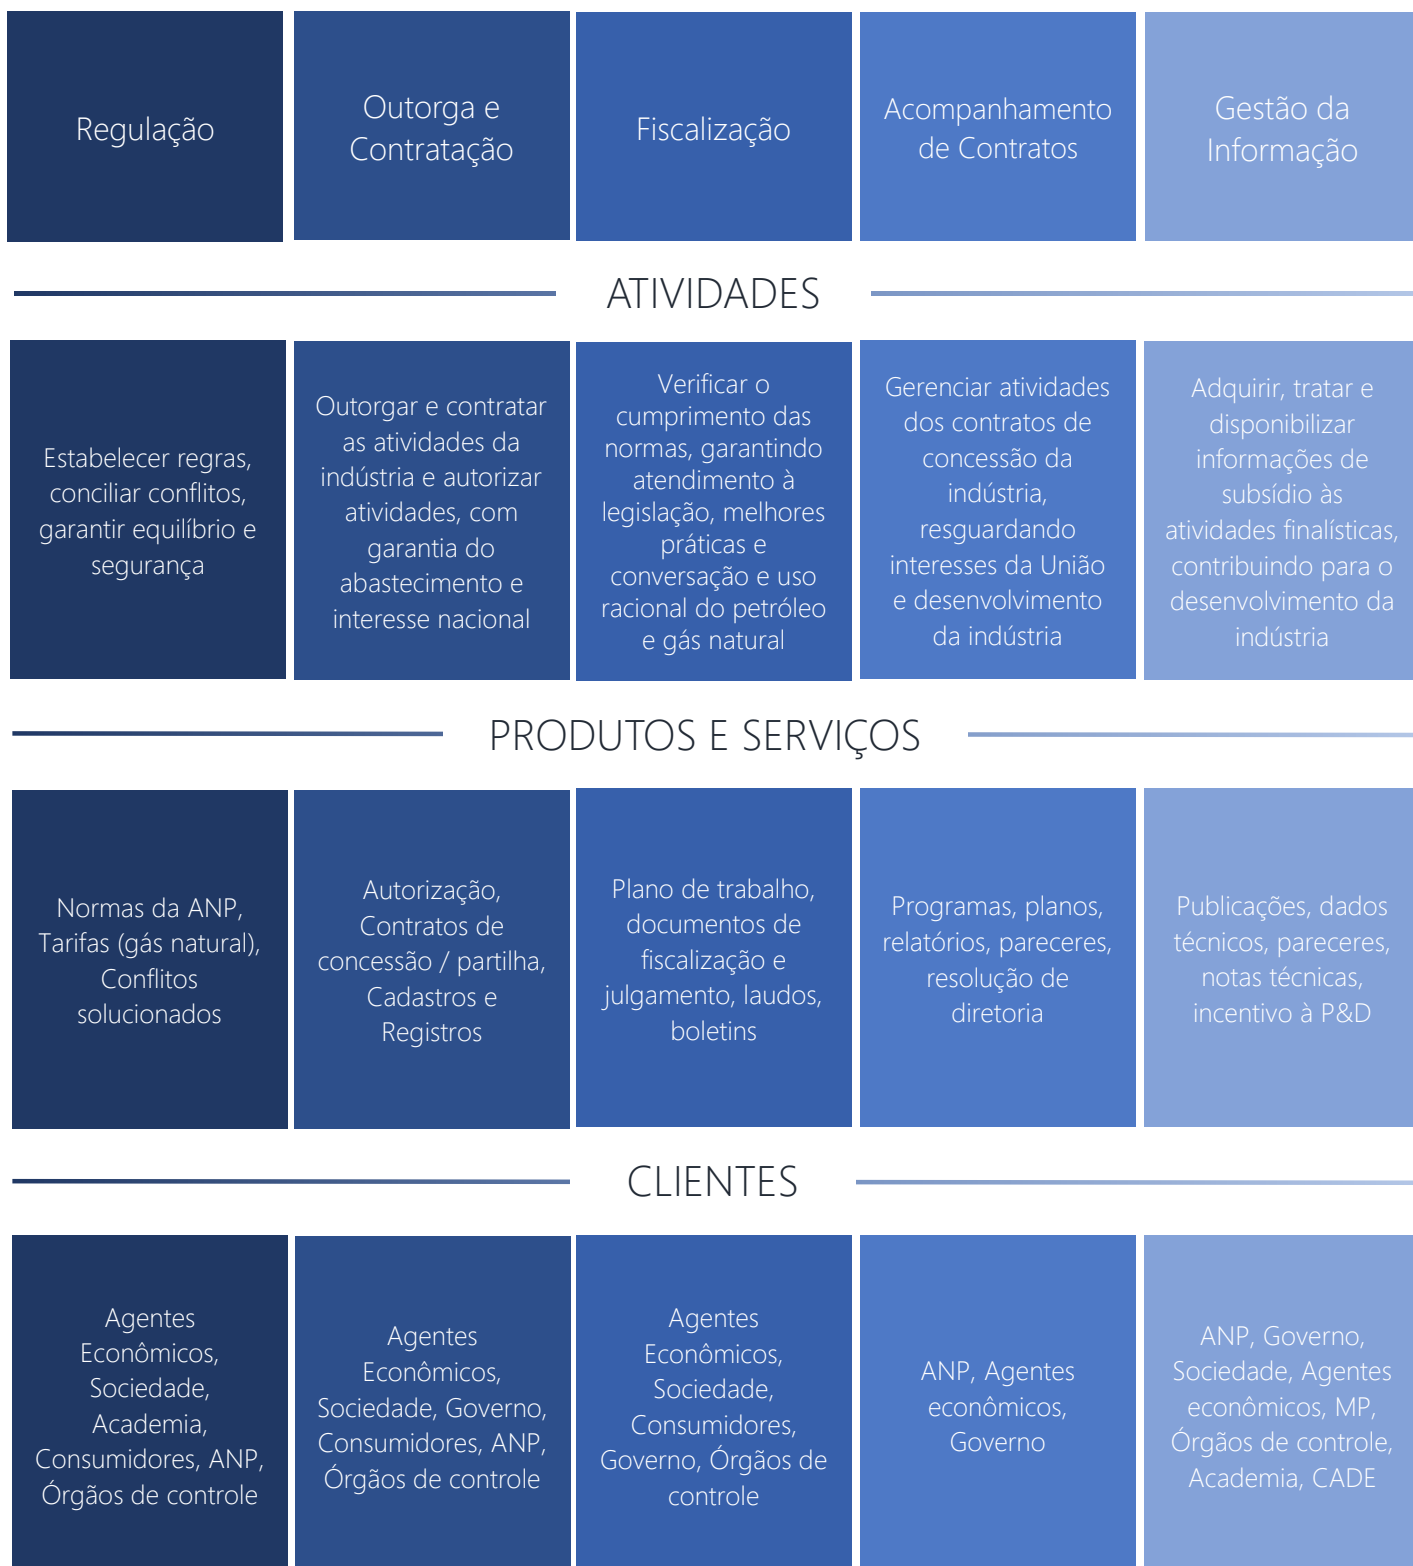 Regulação
Outorga e
Contratação
Fiscalização
Acompanhamento
de Contratos
Gestão da
Informação
ATIVIDADES
Estabelecer regras,
conciliar conflitos,
garantir equilíbrio e
segurança
Outorgar e contratar
as atividades da
indústria e autorizar
atividades, com
garantia do
abastecimento e
interesse nacional
Verificar o
cumprimento das
normas, garantindo
atendimento à
legislação, melhores
práticas e
conversação e uso
racional do petróleo
e gás natural
Gerenciar atividades
dos contratos de
concessão da
indústria,
resguardando
interesses da União
e desenvolvimento
da indústria
Adquirir, tratar e
disponibilizar
informações de
subsídio às
atividades finalísticas,
contribuindo para o
desenvolvimento da
indústria
PRODUTOS E SERVIÇOS
Normas da ANP,
Tarifas (gás natural),
Conflitos
solucionados
Autorização,
Contratos de
concessão / partilha,
Cadastros e
Registros
Plano de trabalho,
documentos de
fiscalização e
julgamento, laudos,
boletins
Programas, planos,
relatórios, pareceres,
resolução de
diretoria
Publicações, dados
técnicos, pareceres,
notas técnicas,
incentivo à P&D
CLIENTES
Agentes
Econômicos,
Sociedade,
Academia,
Consumidores, ANP,
Órgãos de controle
Agentes
Econômicos,
Sociedade, Governo,
Consumidores, ANP,
Órgãos de controle
Agentes
Econômicos,
Sociedade,
Consumidores,
Governo, Órgãos de
controle
ANP, Agentes
econômicos,
Governo
ANP, Governo,
Sociedade, Agentes
econômicos, MP,
Órgãos de controle,
Academia, CADE